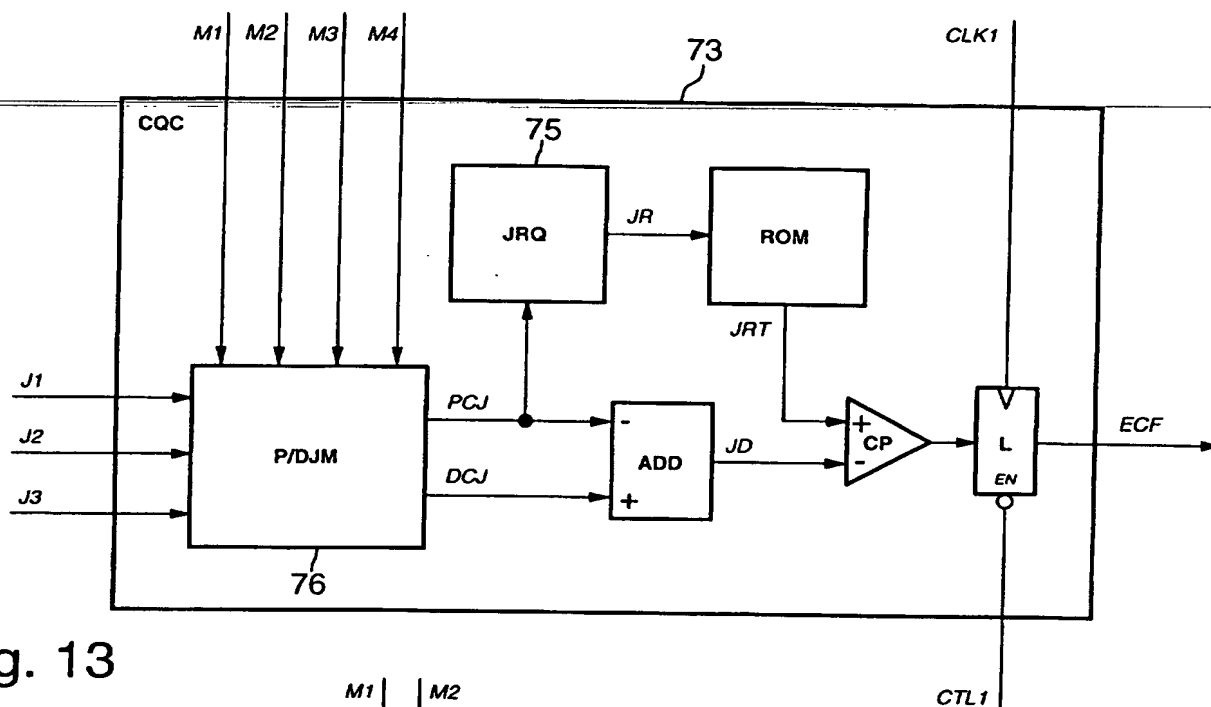 M1 M2 M3 M4 CLK1
73
CQC
75
JRQ JR ROM
JRT
J1 PCJ - + CP L ECF
J2 P/DJM ADD JD -
DCJ + EN
J3
76
g. 13
M1 M2 CTL1